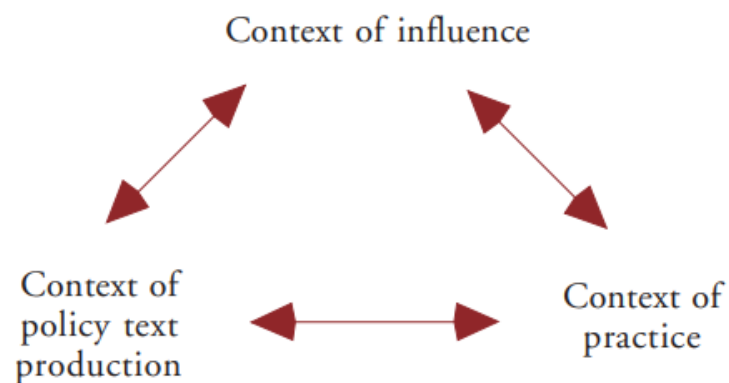 Context of influence
Context of
policy text
production
Context of
practice